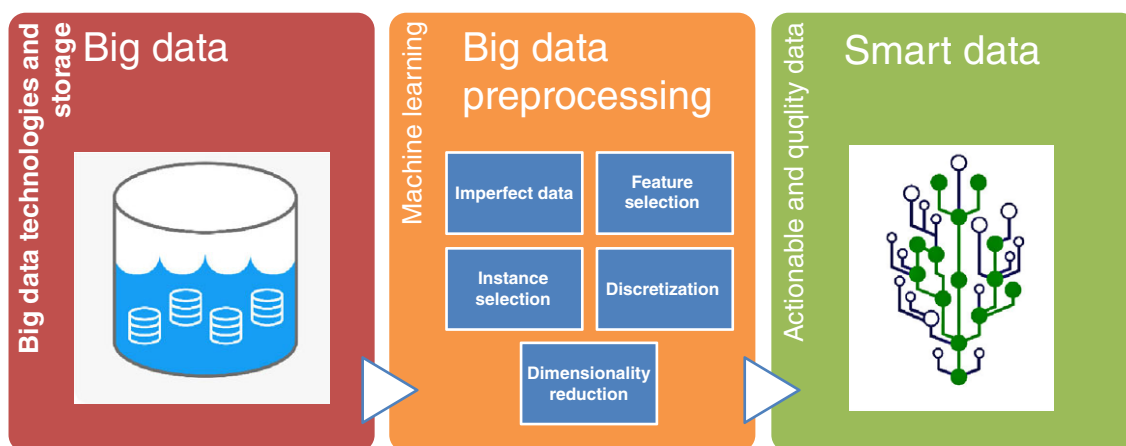 Big data technologies and
storage
Big data
Machine learning
Big data
preprocessing
Imperfect data
Feature
selection
Instance
selection
Discretization
Dimensionality
reduction
Actionable and quqlity data
Smart data